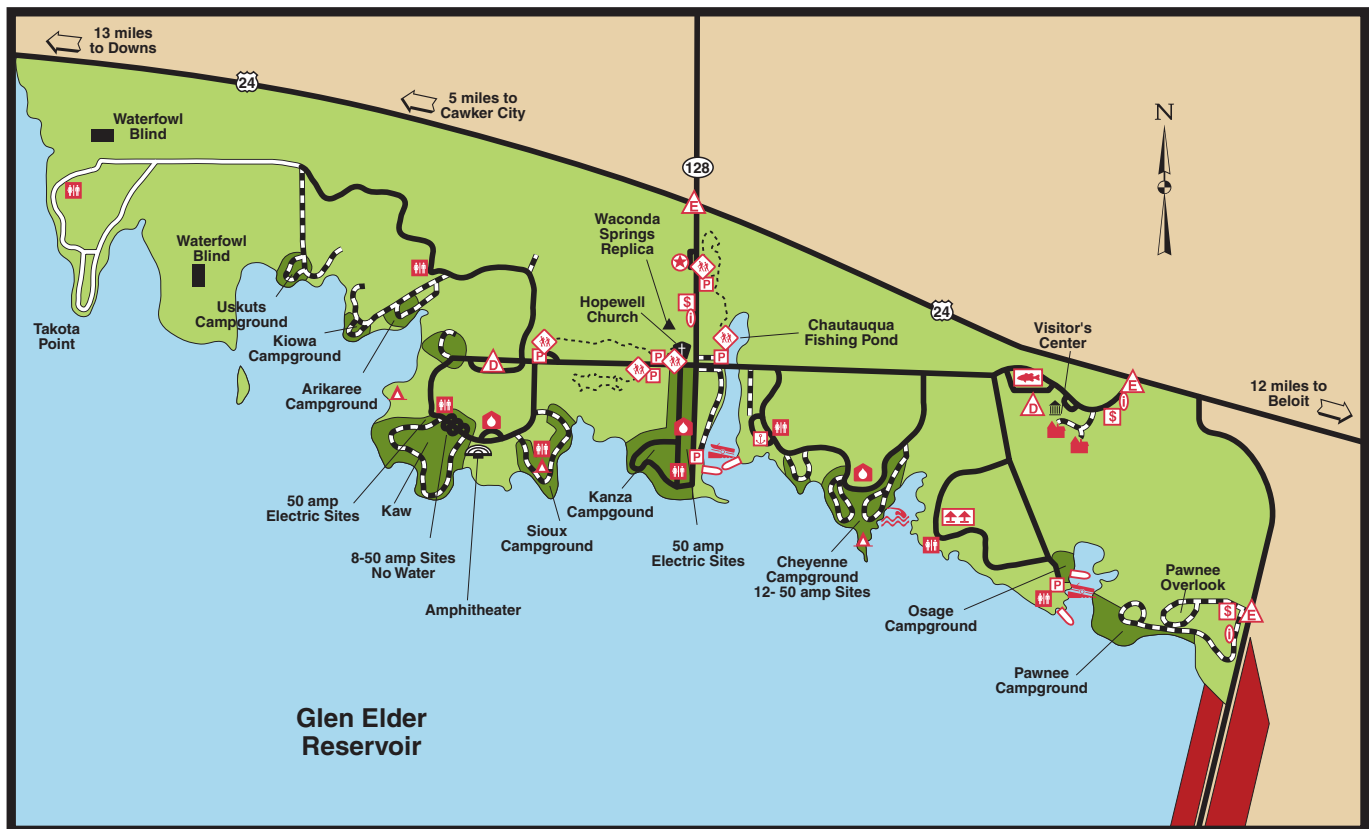 13 miles
to Downs
24
5 miles to
Cawker City
N
Waterfowl
Blind
128
E
Waconda
Springs
Replica
Waterfowl
Blind
P
$
i
Hopewell
Church
24
Uskuts
Campground
Chautauqua
Fishing Pond
Visitor's
Center
Takota
Point
Kiowa
Campground
P
P
P
P
D
E
12 miles to
Beloit
Arikaree
Campground
D
i
$
P
50 amp
Electric Sites
Kaw
Kanza
Campgound
Sioux
Campground
50 amp
Electric Sites
8-50 amp Sites
No Water
Cheyenne
Campground
12- 50 amp Sites
Amphitheater
P
Osage
Campground
Pawnee
Overlook
$
E
i
Pawnee
Campground
Glen Elder
Reservoir